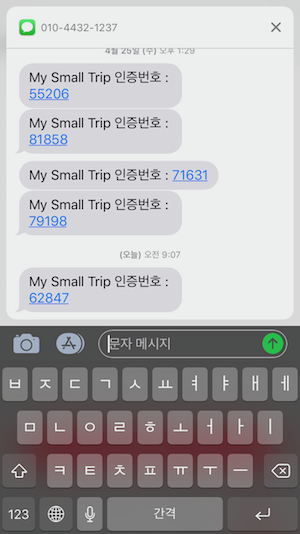 010-4432-1237
4월 25일 (수) 오후 1:29
My Small Trip 인증번호 :
55206
My Small Trip 인증번호 :
81858
My Small Trip 인증번호 : 71631
My Small Trip 인증번호 :
79198
(오늘) 오전 9:07
My Small Trip 인증번호 :
62847
문자 메시지
ㅂ ㅈ ㄷ ㄱ ㅅ ㅛ ㅕ ㅑ ㅐ ㅔ
ㅁ ㄴ ㅇ ㄹ ㅎ ㅗ ㅓ ㅏ ㅣ
ㅋ ㅌ ㅊ ㅍ ㅠ ㅜ ㅡ
123 간격